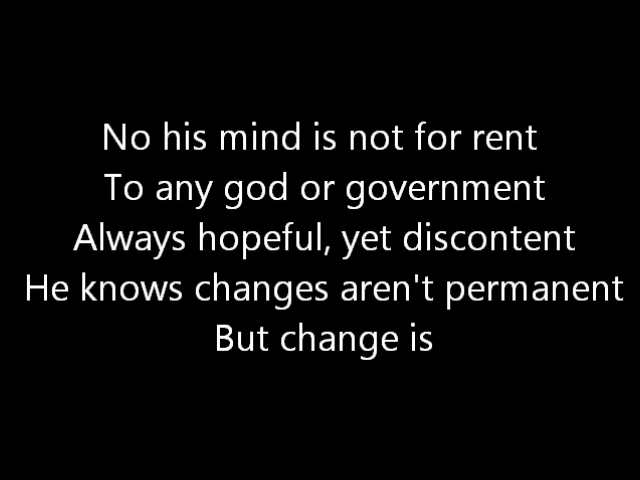 No his mind is not for rent
To any god or government
Always hopeful, yet discontent
He knows changes aren't permanent
But change is